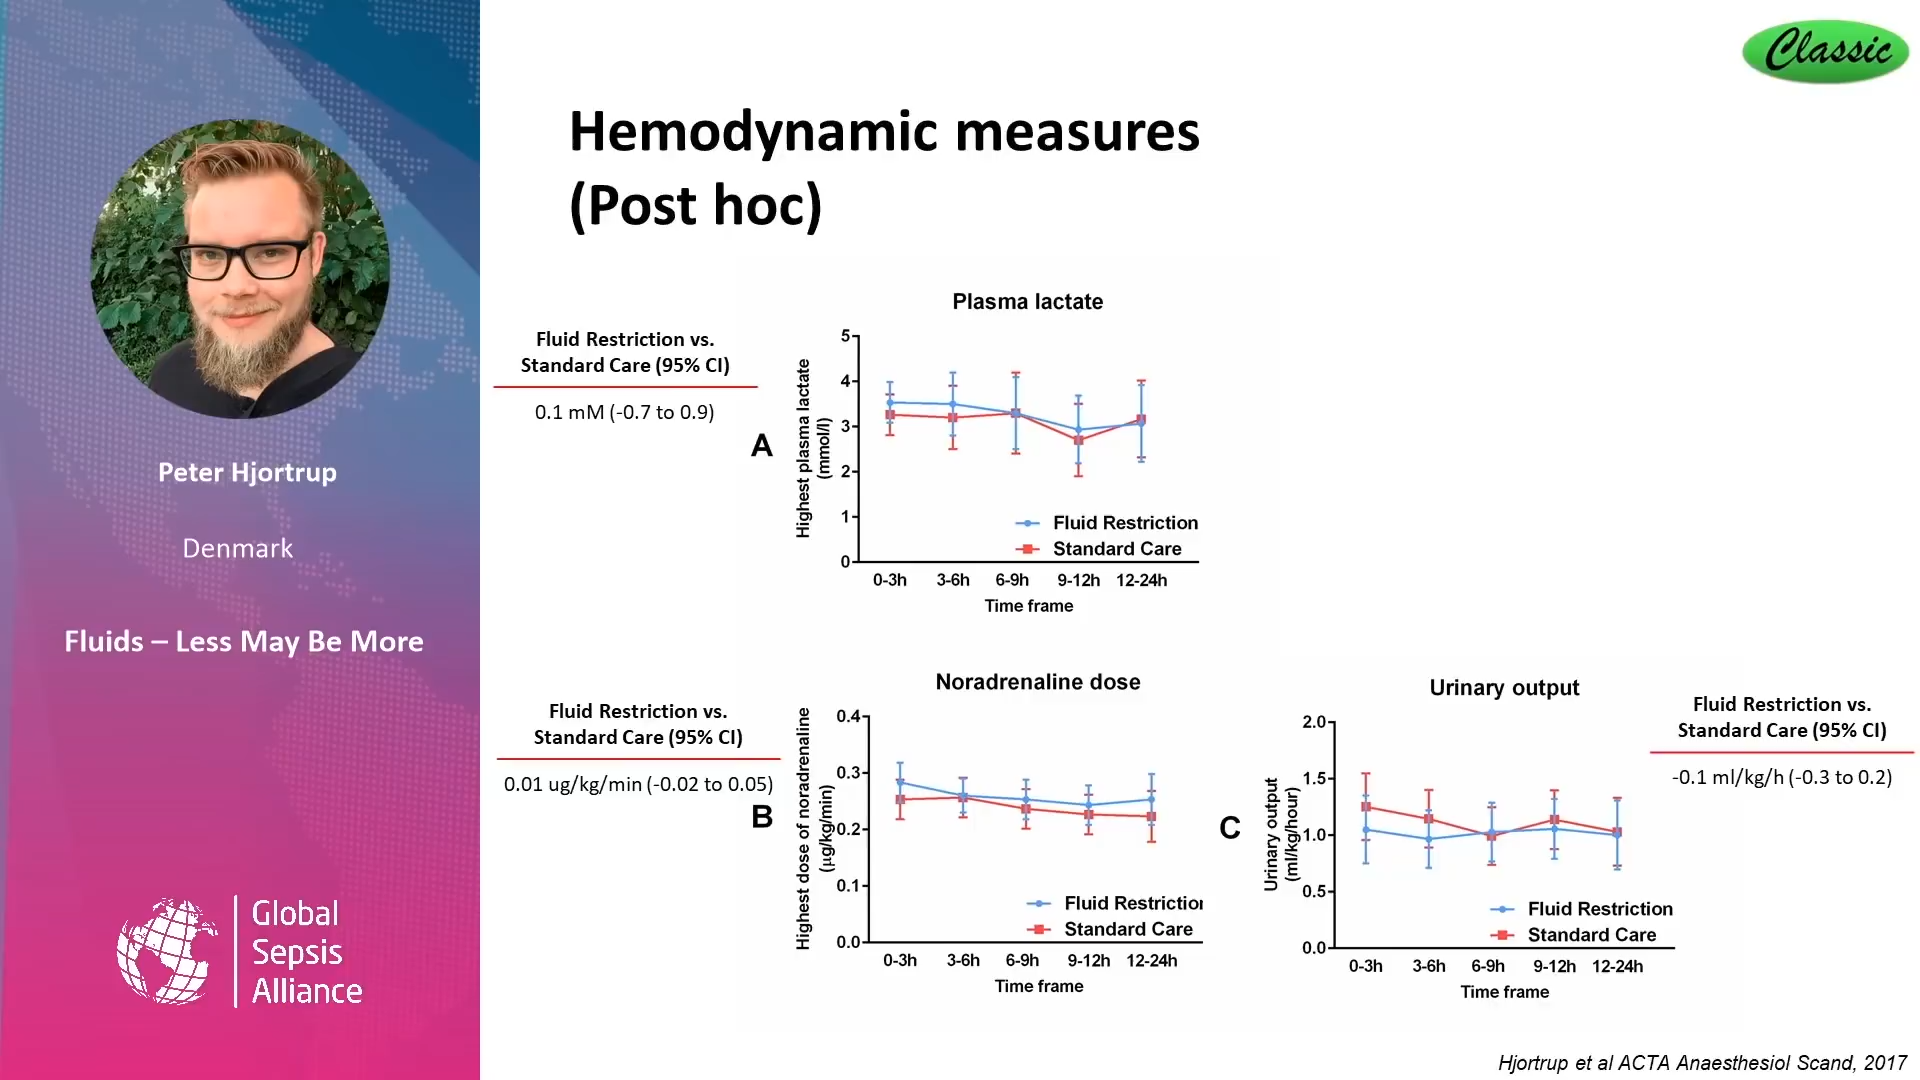 Classic
Hemodynamic measures
(Post hoc)
Peter Hjortrup
Denmark
Fluids – Less May Be More
Global
Sepsis
Alliance
Fluid Restriction vs.
Standard Care (95% CI)
0.1 mM (-0.7 to 0.9)
A
Plasma lactate
Highest plasma lactate
(mmol/l)
5
4
3
2
1
0
Fluid Restriction
Standard Care
0-3h 3-6h 6-9h 9-12h 12-24h
Time frame
Fluid Restriction vs.
Standard Care (95% CI)
0.01 ug/kg/min (-0.02 to 0.05)
B
Noradrenaline dose
Highest dose of noradrenaline
(µg/kg/min)
0.4
0.3
0.2
0.1
0.0
Fluid Restriction
Standard Care
0-3h 3-6h 6-9h 9-12h 12-24h
Time frame
C
Urinary output
Urinary output
(ml/kg/hour)
2.0
1.5
1.0
0.5
0.0
Fluid Restriction
Standard Care
0-3h 3-6h 6-9h 9-12h 12-24h
Time frame
Fluid Restriction vs.
Standard Care (95% CI)
-0.1 ml/kg/h (-0.3 to 0.2)
Hjortrup et al ACTA Anaesthesiol Scand, 2017